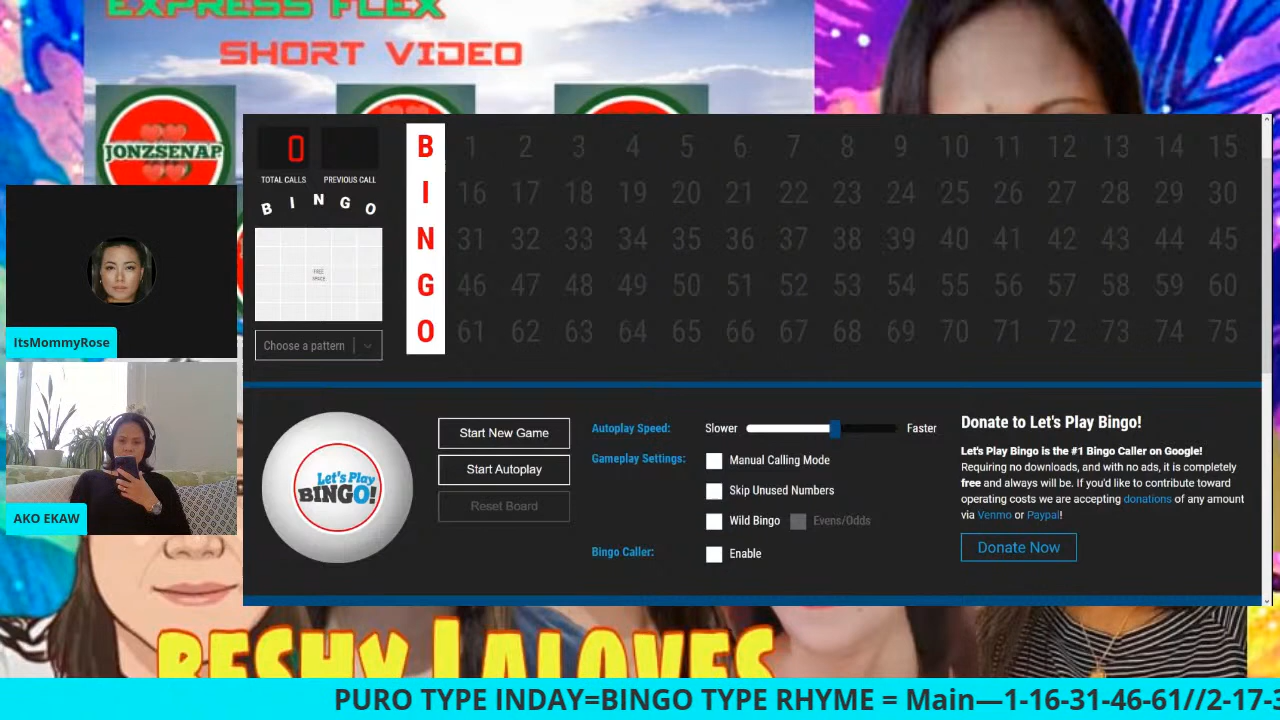 EXPRESS FLEX
SHORT VIDEO
JONZSENAP
0
TOTAL CALLS
PREVIOUS CALL
B I N G O
FREE
SPACE
Choose a pattern
B 1 2 3 4 5 6 7 8 9 10 11 12 13 14 15
I 16 17 18 19 20 21 22 23 24 25 26 27 28 29 30
N 31 32 33 34 35 36 37 38 39 40 41 42 43 44 45
G 46 47 48 49 50 51 52 53 54 55 56 57 58 59 60
O 61 62 63 64 65 66 67 68 69 70 71 72 73 74 75
ItsMommyRose
AKO EKAW
Let's Play
BINGO!
Start New Game
Start Autoplay
Reset Board
Autoplay Speed:
Slower
Faster
Gameplay Settings:
Manual Calling Mode
Skip Unused Numbers
Wild Bingo
Evens/Odds
Bingo Caller:
Enable
Donate to Let's Play Bingo!
Let's Play Bingo is the #1 Bingo Caller on Google!
Requiring no downloads, and with no ads, it is completely
free and always will be. If you'd like to contribute toward
operating costs we are accepting donations of any amount
via Venmo or Paypal!
Donate Now
BESHY LALOVES
PURO TYPE INDAY=BINGO TYPE RHYME = Main—1-16-31-46-61//2-17-3